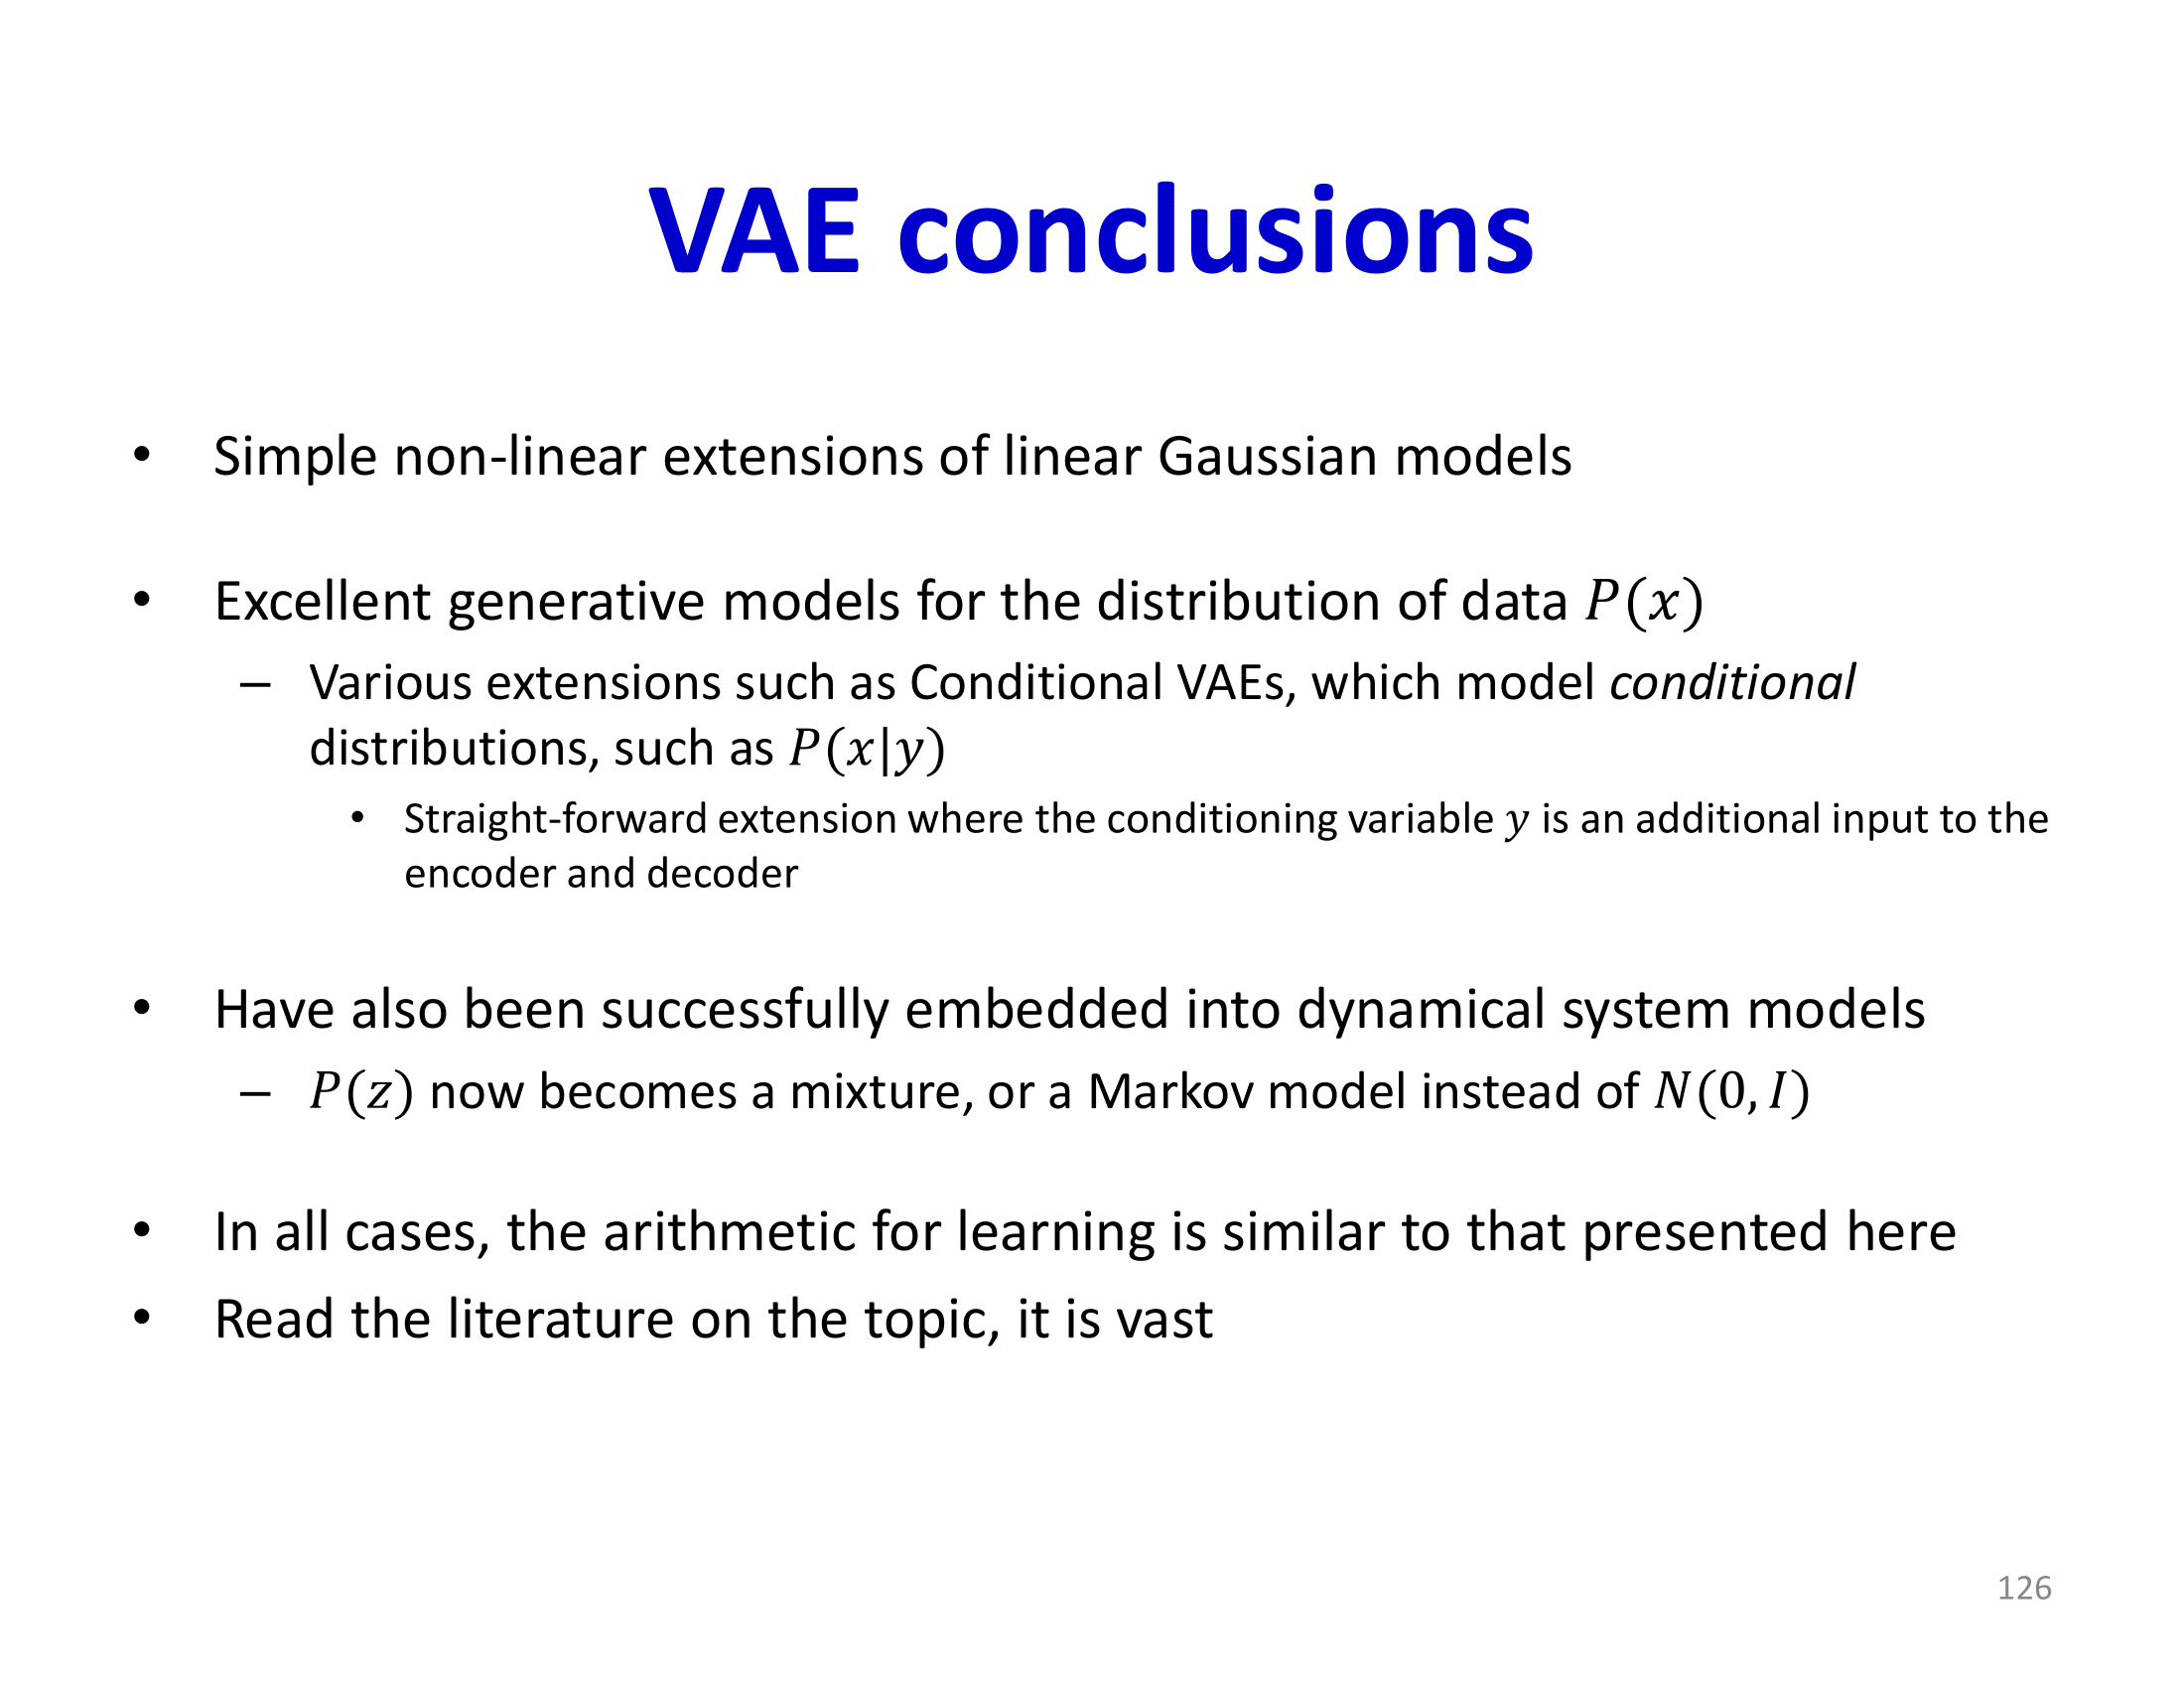 VAE conclusions
• Simple non-linear extensions of linear Gaussian models
• Excellent generative models for the distribution of data P(x)
– Various extensions such as Conditional VAEs, which model conditional
distributions, such as P(x|y)
• Straight-forward extension where the conditioning variable y is an additional input to the
encoder and decoder
• Have also been successfully embedded into dynamical system models
– P(z) now becomes a mixture, or a Markov model instead of N(0, I)
• In all cases, the arithmetic for learning is similar to that presented here
• Read the literature on the topic, it is vast
126